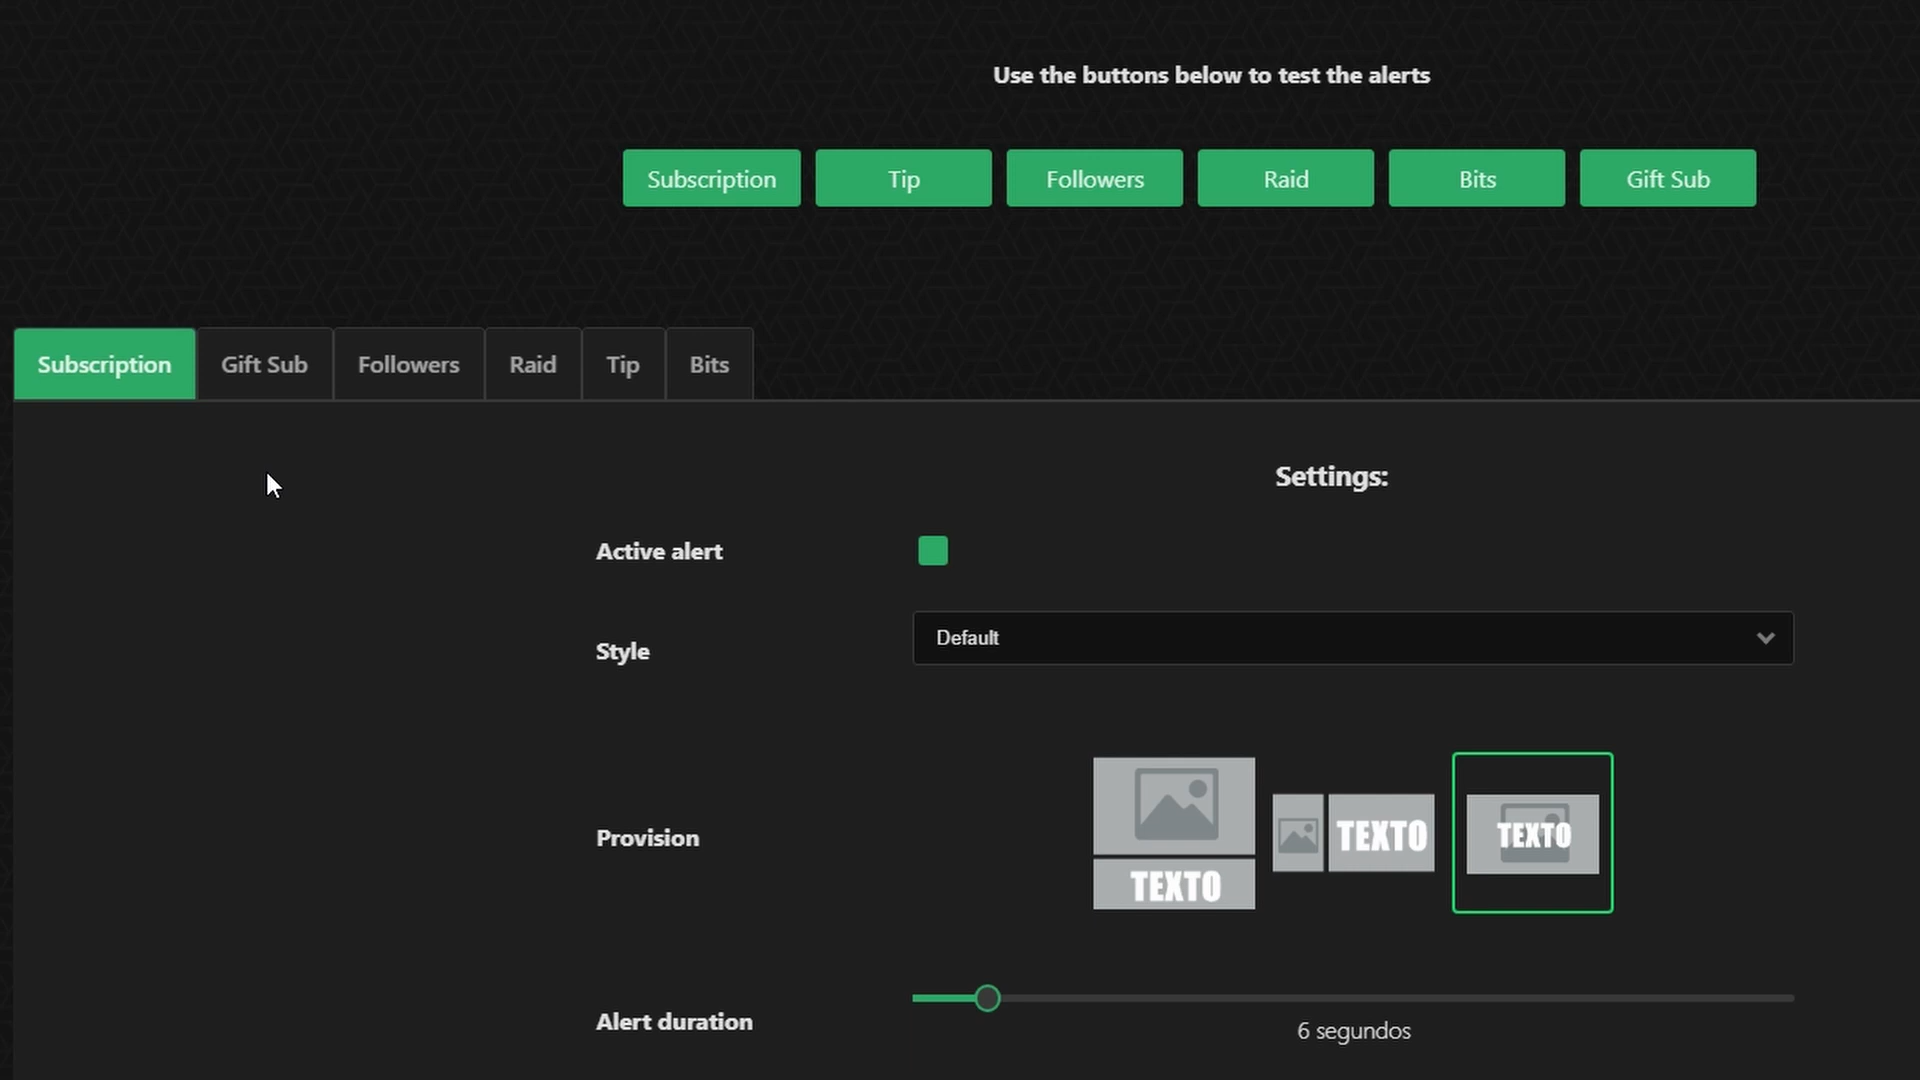 Use the buttons below to test the alerts
Subscription Tip Followers Raid Bits Gift Sub
Subscription Gift Sub Followers Raid Tip Bits
Settings:
Active alert
Style Default
Provision
TEXTO TEXTO TEXTO
Alert duration
6 segundos